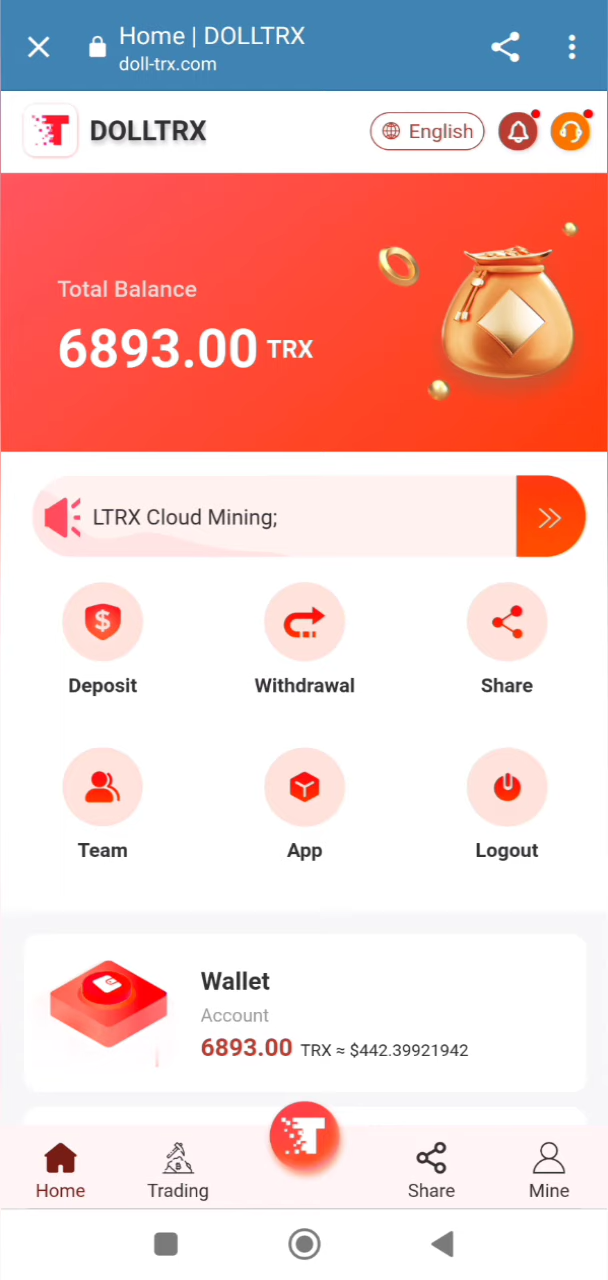 Home | DOLLTRX
doll-trx.com
DOLLTRX
English
Total Balance
6893.00 TRX
LTRX Cloud Mining;
Deposit
Withdrawal
Share
Team
App
Logout
Wallet
Account
6893.00 TRX ≈ $442.39921942
Home
Trading
Share
Mine